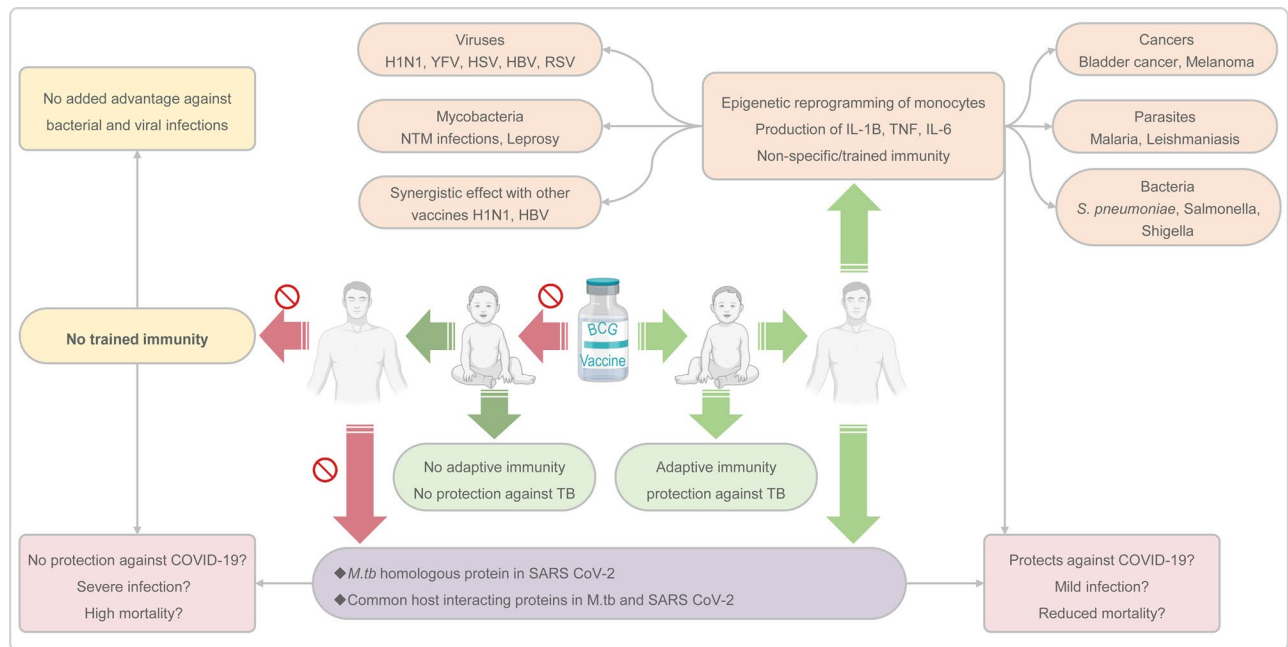 Viruses
H1N1, YFV, HSV, HBV, RSV
Cancers
Bladder cancer, Melanoma
No added advantage against
bacterial and viral infections
Mycobacteria
NTM infections, Leprosy
Epigenetic reprogramming of monocytes
Production of IL-1B, TNF, IL-6
Non-specific/trained immunity
Parasites
Malaria, Leishmaniasis
Synergistic effect with other
vaccines H1N1, HBV
Bacteria
S. pneumoniae, Salmonella,
Shigella
No trained immunity
BCG
Vaccine
No adaptive immunity
No protection against TB
Adaptive immunity
protection against TB
No protection against COVID-19?
Severe infection?
High mortality?
◆M.tb homologous protein in SARS CoV-2
◆Common host interacting proteins in M.tb and SARS CoV-2
Protects against COVID-19?
Mild infection?
Reduced mortality?